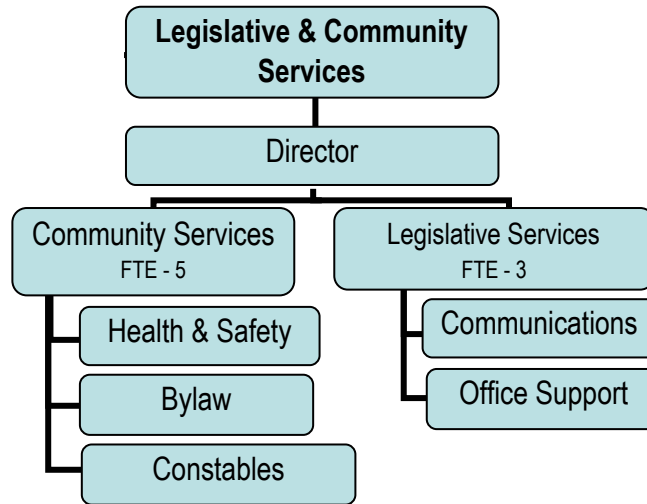 Legislative & Community
Services
Director
Community Services
FTE - 5
Health & Safety
Bylaw
Constables
Legislative Services
FTE - 3
Communications
Office Support